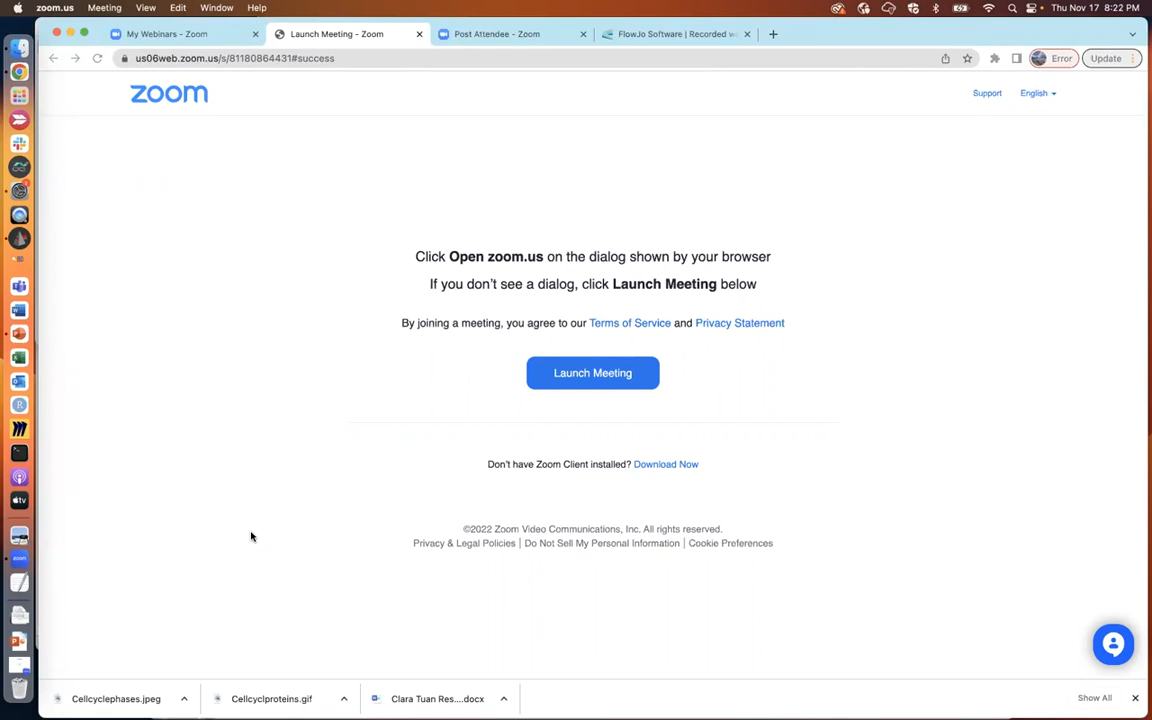 zoom.us Meeting View Edit Window Help Thu Nov 17 8:22 PM
My Webinars - Zoom Launch Meeting - Zoom Post Attendee - Zoom FlowJo Software | Recorded w
us06web.zoom.us/s/81180864431#success Error Update
zoom Support English
Click Open zoom.us on the dialog shown by your browser
If you don't see a dialog, click Launch Meeting below
By joining a meeting, you agree to our Terms of Service and Privacy Statement
Launch Meeting
Don't have Zoom Client installed? Download Now
©2022 Zoom Video Communications, Inc. All rights reserved.
Privacy & Legal Policies | Do Not Sell My Personal Information | Cookie Preferences
Cellcyclephases.jpeg Cellcyclproteins.gif Clara Tuan Res....docx Show All